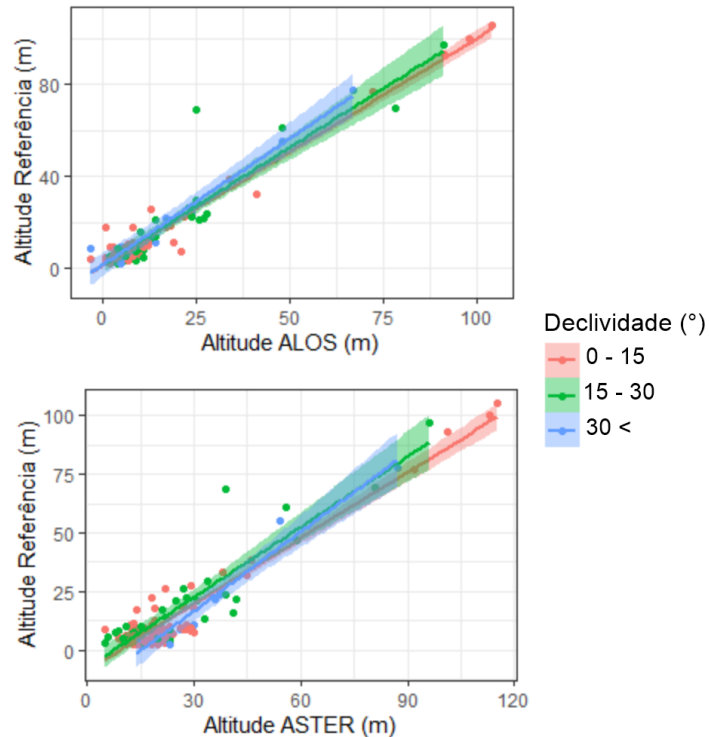 80
40
0
Altitude Referência (m)
0 25 50 75 100
Altitude ALOS (m)
Declividade (°)
0 - 15
15 - 30
30 <
100
75
50
25
0
Altitude Referência (m)
0 30 60 90 120
Altitude ASTER (m)